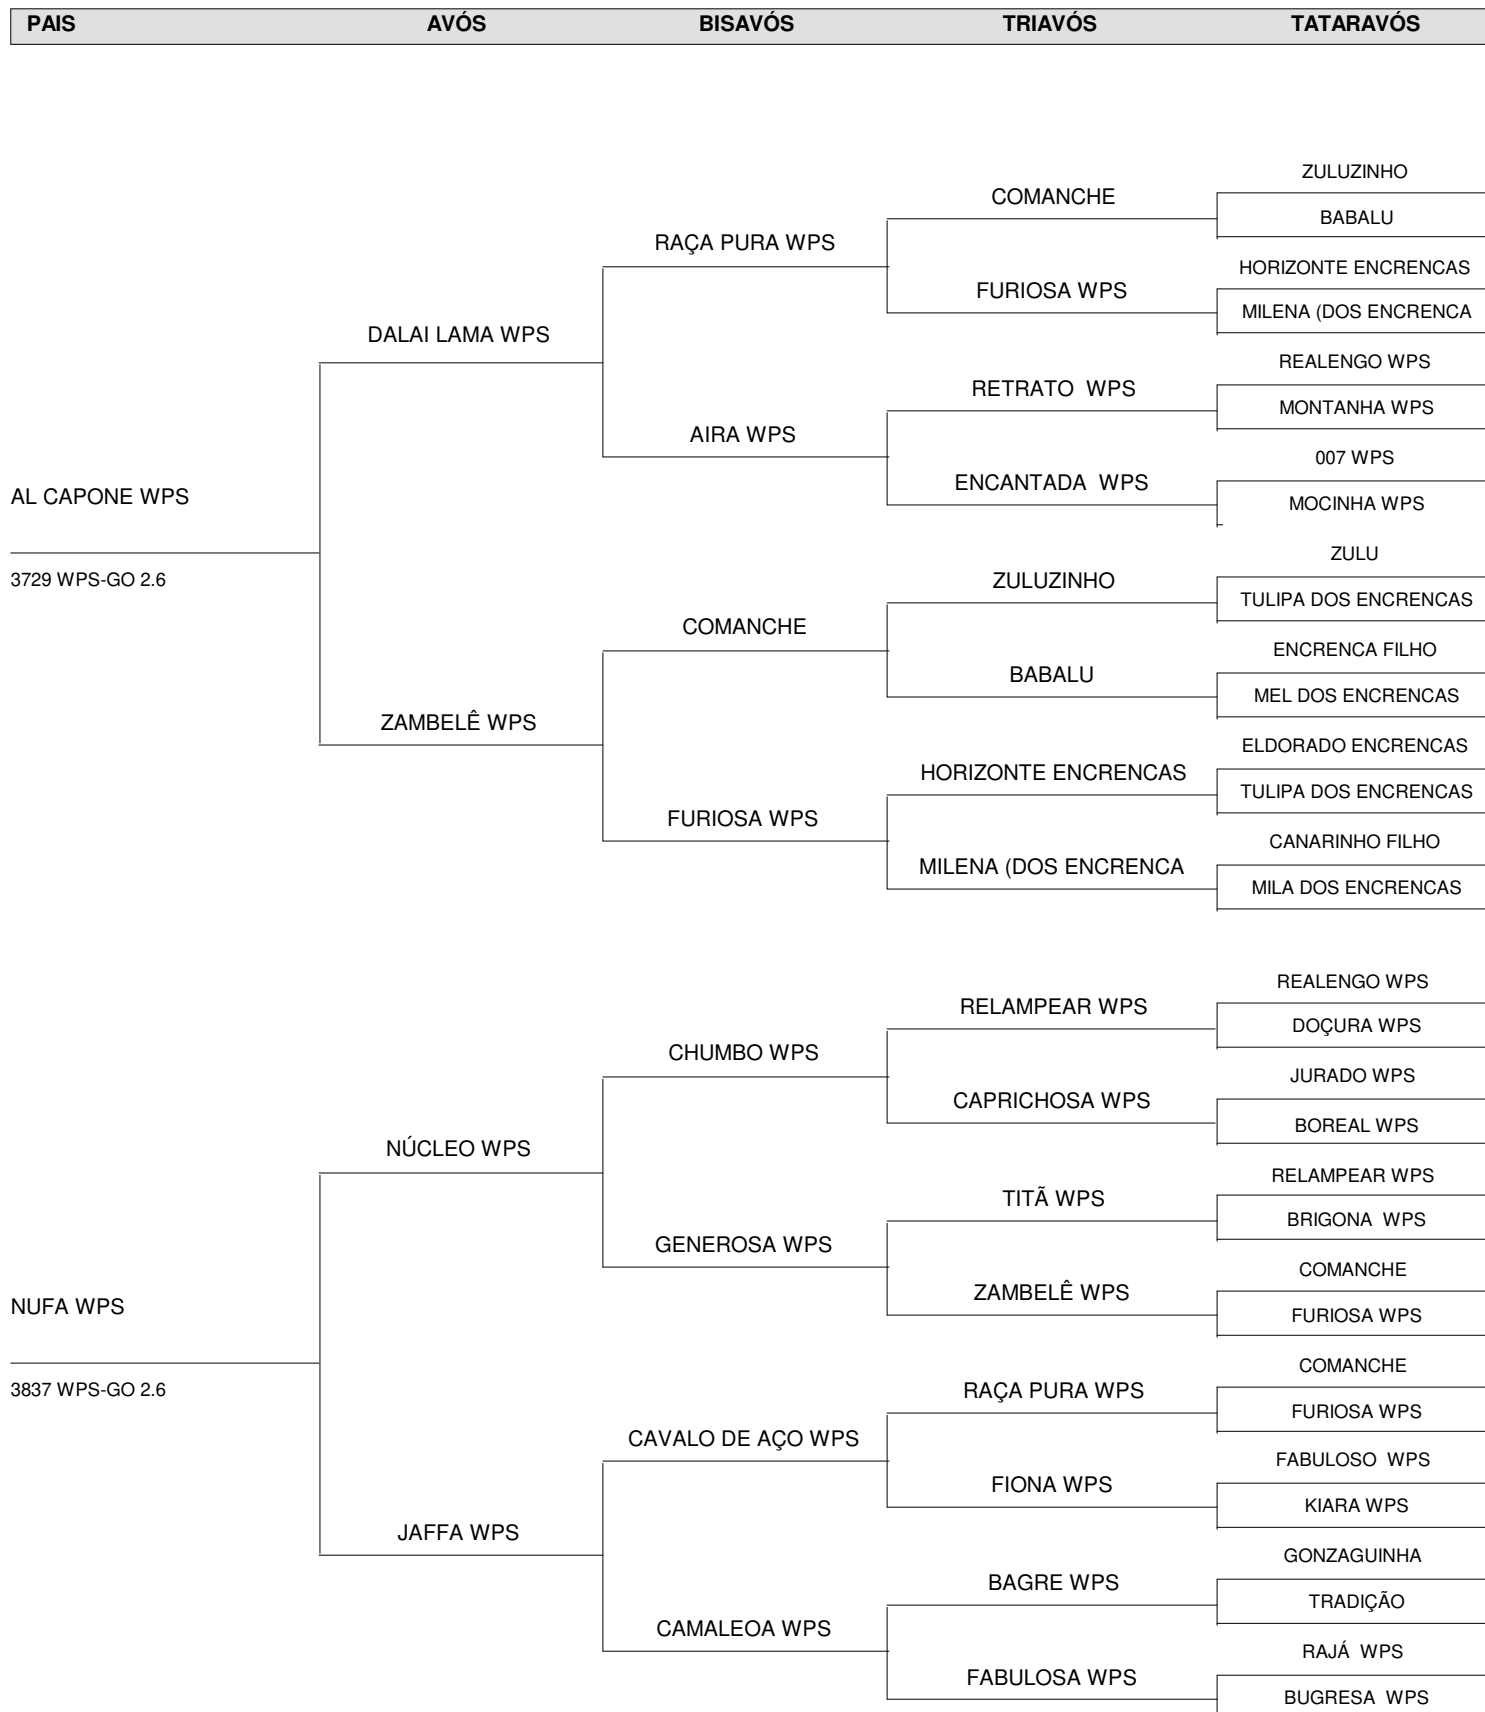 PAIS AVÓS BISAVÓS TRIAVÓS TATARAVÓS
ZULUZINHO
COMANCHE
BABALU
RAÇA PURA WPS
HORIZONTE ENCRENCAS
FURIOSA WPS
MILENA (DOS ENCRENCA
DALAI LAMA WPS
REALENGO WPS
RETRATO WPS
MONTANHA WPS
AIRA WPS
007 WPS
ENCANTADA WPS
AL CAPONE WPS
MOCINHA WPS
ZULU
3729 WPS-GO 2.6
ZULUZINHO
TULIPA DOS ENCRENCAS
COMANCHE
ENCRENCA FILHO
BABALU
MEL DOS ENCRENCAS
ZAMBELÊ WPS
ELDORADO ENCRENCAS
HORIZONTE ENCRENCAS
TULIPA DOS ENCRENCAS
FURIOSA WPS
CANARINHO FILHO
MILENA (DOS ENCRENCA
MILA DOS ENCRENCAS
REALENGO WPS
RELAMPEAR WPS
DOÇURA WPS
CHUMBO WPS
JURADO WPS
CAPRICHOSA WPS
BOREAL WPS
NÚCLEO WPS
RELAMPEAR WPS
TITÃ WPS
BRIGONA WPS
GENEROSA WPS
COMANCHE
ZAMBELÊ WPS
NUFA WPS
FURIOSA WPS
COMANCHE
3837 WPS-GO 2.6
RAÇA PURA WPS
FURIOSA WPS
CAVALO DE AÇO WPS
FABULOSO WPS
FIONA WPS
KIARA WPS
JAFFA WPS
GONZAGUINHA
BAGRE WPS
TRADIÇÃO
CAMALEOA WPS
RAJÁ WPS
FABULOSA WPS
BUGRESA WPS